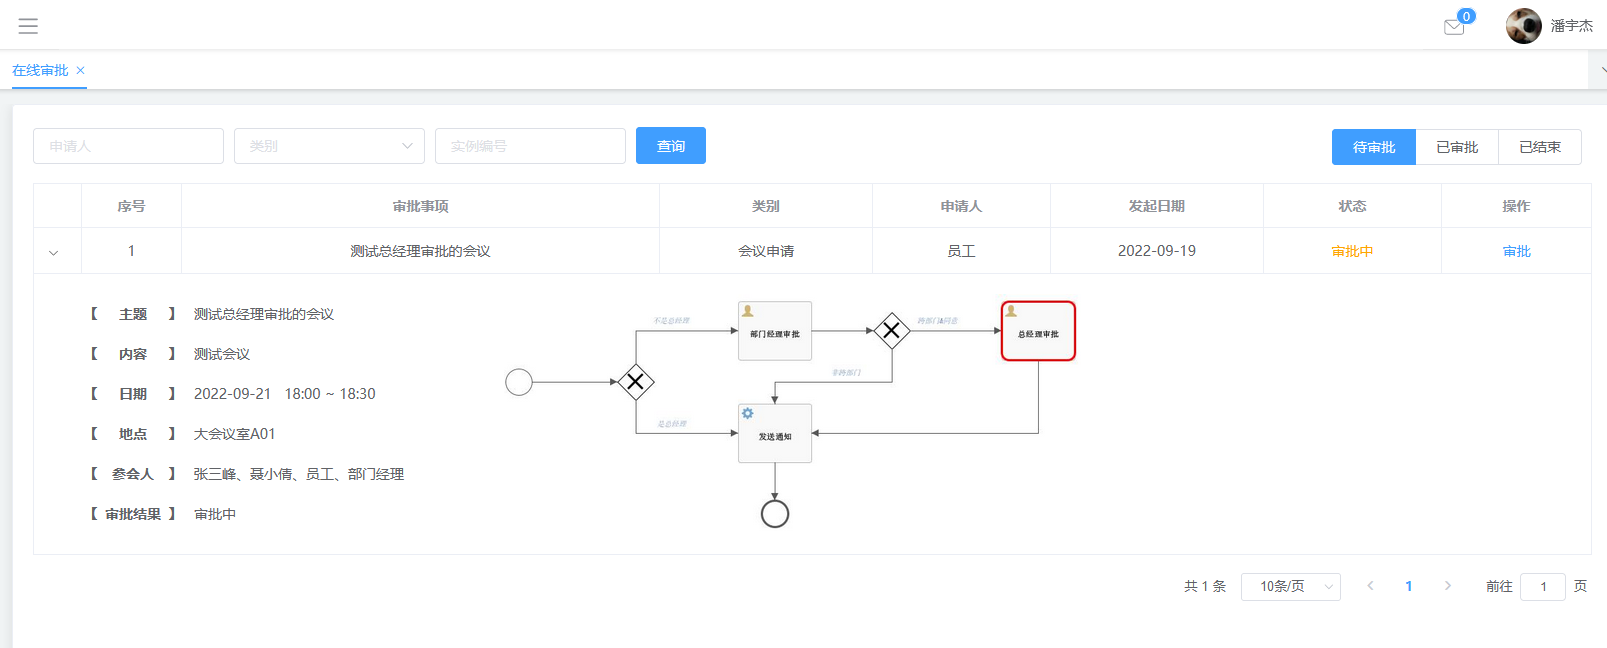 0
潘宇杰
在线审批 ×
申请人
类别
实例编号
查询
待审批
已审批
已结束
序号
审批事项
类别
申请人
发起日期
状态
操作
1
测试总经理审批的会议
会议申请
员工
2022-09-19
审批中
审批
【 主题 】 测试总经理审批的会议
【 内容 】 测试会议
【 日期 】 2022-09-21 18:00 ~ 18:30
【 地点 】 大会议室A01
【 参会人 】 张三峰、聂小倩、员工、部门经理
【 审批结果 】 审批中
不是总经理
部门经理审批
跨部门&同意
总经理审批
非跨部门
是总经理
发送通知
共 1 条
10条/页
1
前往 1 页